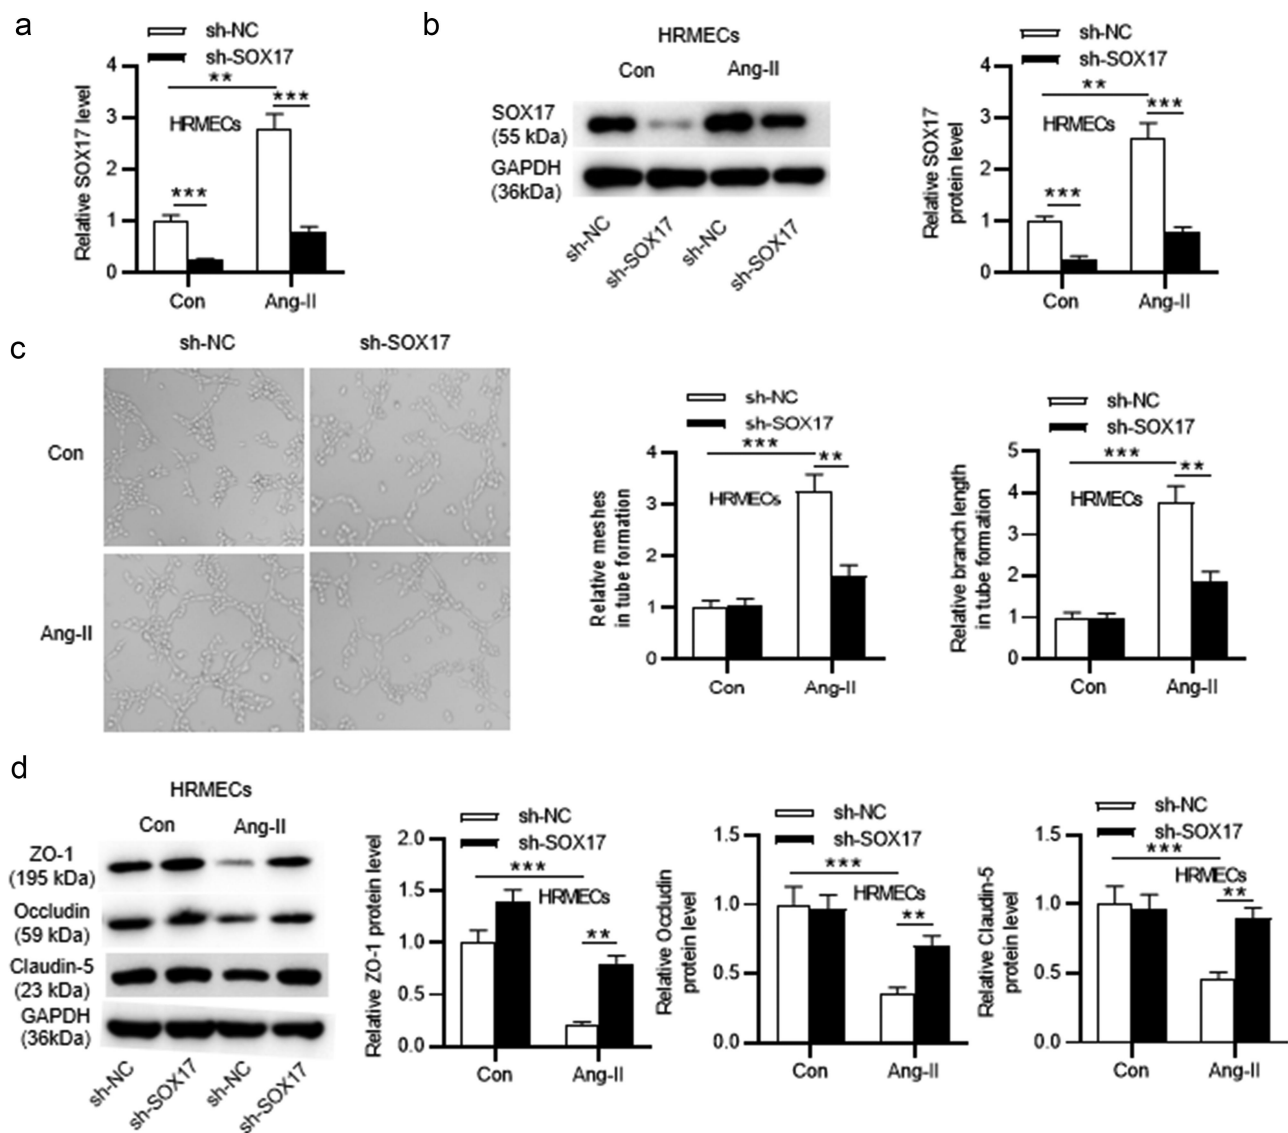 a
sh-NC
sh-SOX17
Relative SOX17 level
4
3
2
1
0
**
***
HRMECs
***
Con
Ang-II
b
HRMECs
Con
Ang-II
SOX17
(55 kDa)
GAPDH
(36kDa)
sh-NC
sh-SOX17
sh-NC
sh-SOX17
sh-NC
sh-SOX17
Relative SOX17
protein level
4
3
2
1
0
**
***
HRMECs
***
Con
Ang-II
c
sh-NC
sh-SOX17
Con
Ang-II
sh-NC
sh-SOX17
Relative meshes
in tube formation
4
3
2
1
0
***
**
HRMECs
Con
Ang-II
sh-NC
sh-SOX17
Relative branch length
in tube formation
5
4
3
2
1
0
***
**
HRMECs
Con
Ang-II
d
HRMECs
Con
Ang-II
ZO-1
(195 kDa)
Occludin
(59 kDa)
Claudin-5
(23 kDa)
GAPDH
(36kDa)
sh-NC
sh-SOX17
sh-NC
sh-SOX17
sh-NC
sh-SOX17
Relative ZO-1 protein level
2.0
1.5
1.0
0.5
0.0
***
HRMECs
**
Con
Ang-II
sh-NC
sh-SOX17
Relative Occludin
protein level
1.5
1.0
0.5
0.0
***
HRMECs
**
Con
Ang-II
sh-NC
sh-SOX17
Relative Claudin-5
protein level
1.5
1.0
0.5
0.0
***
HRMECs
**
Con
Ang-II